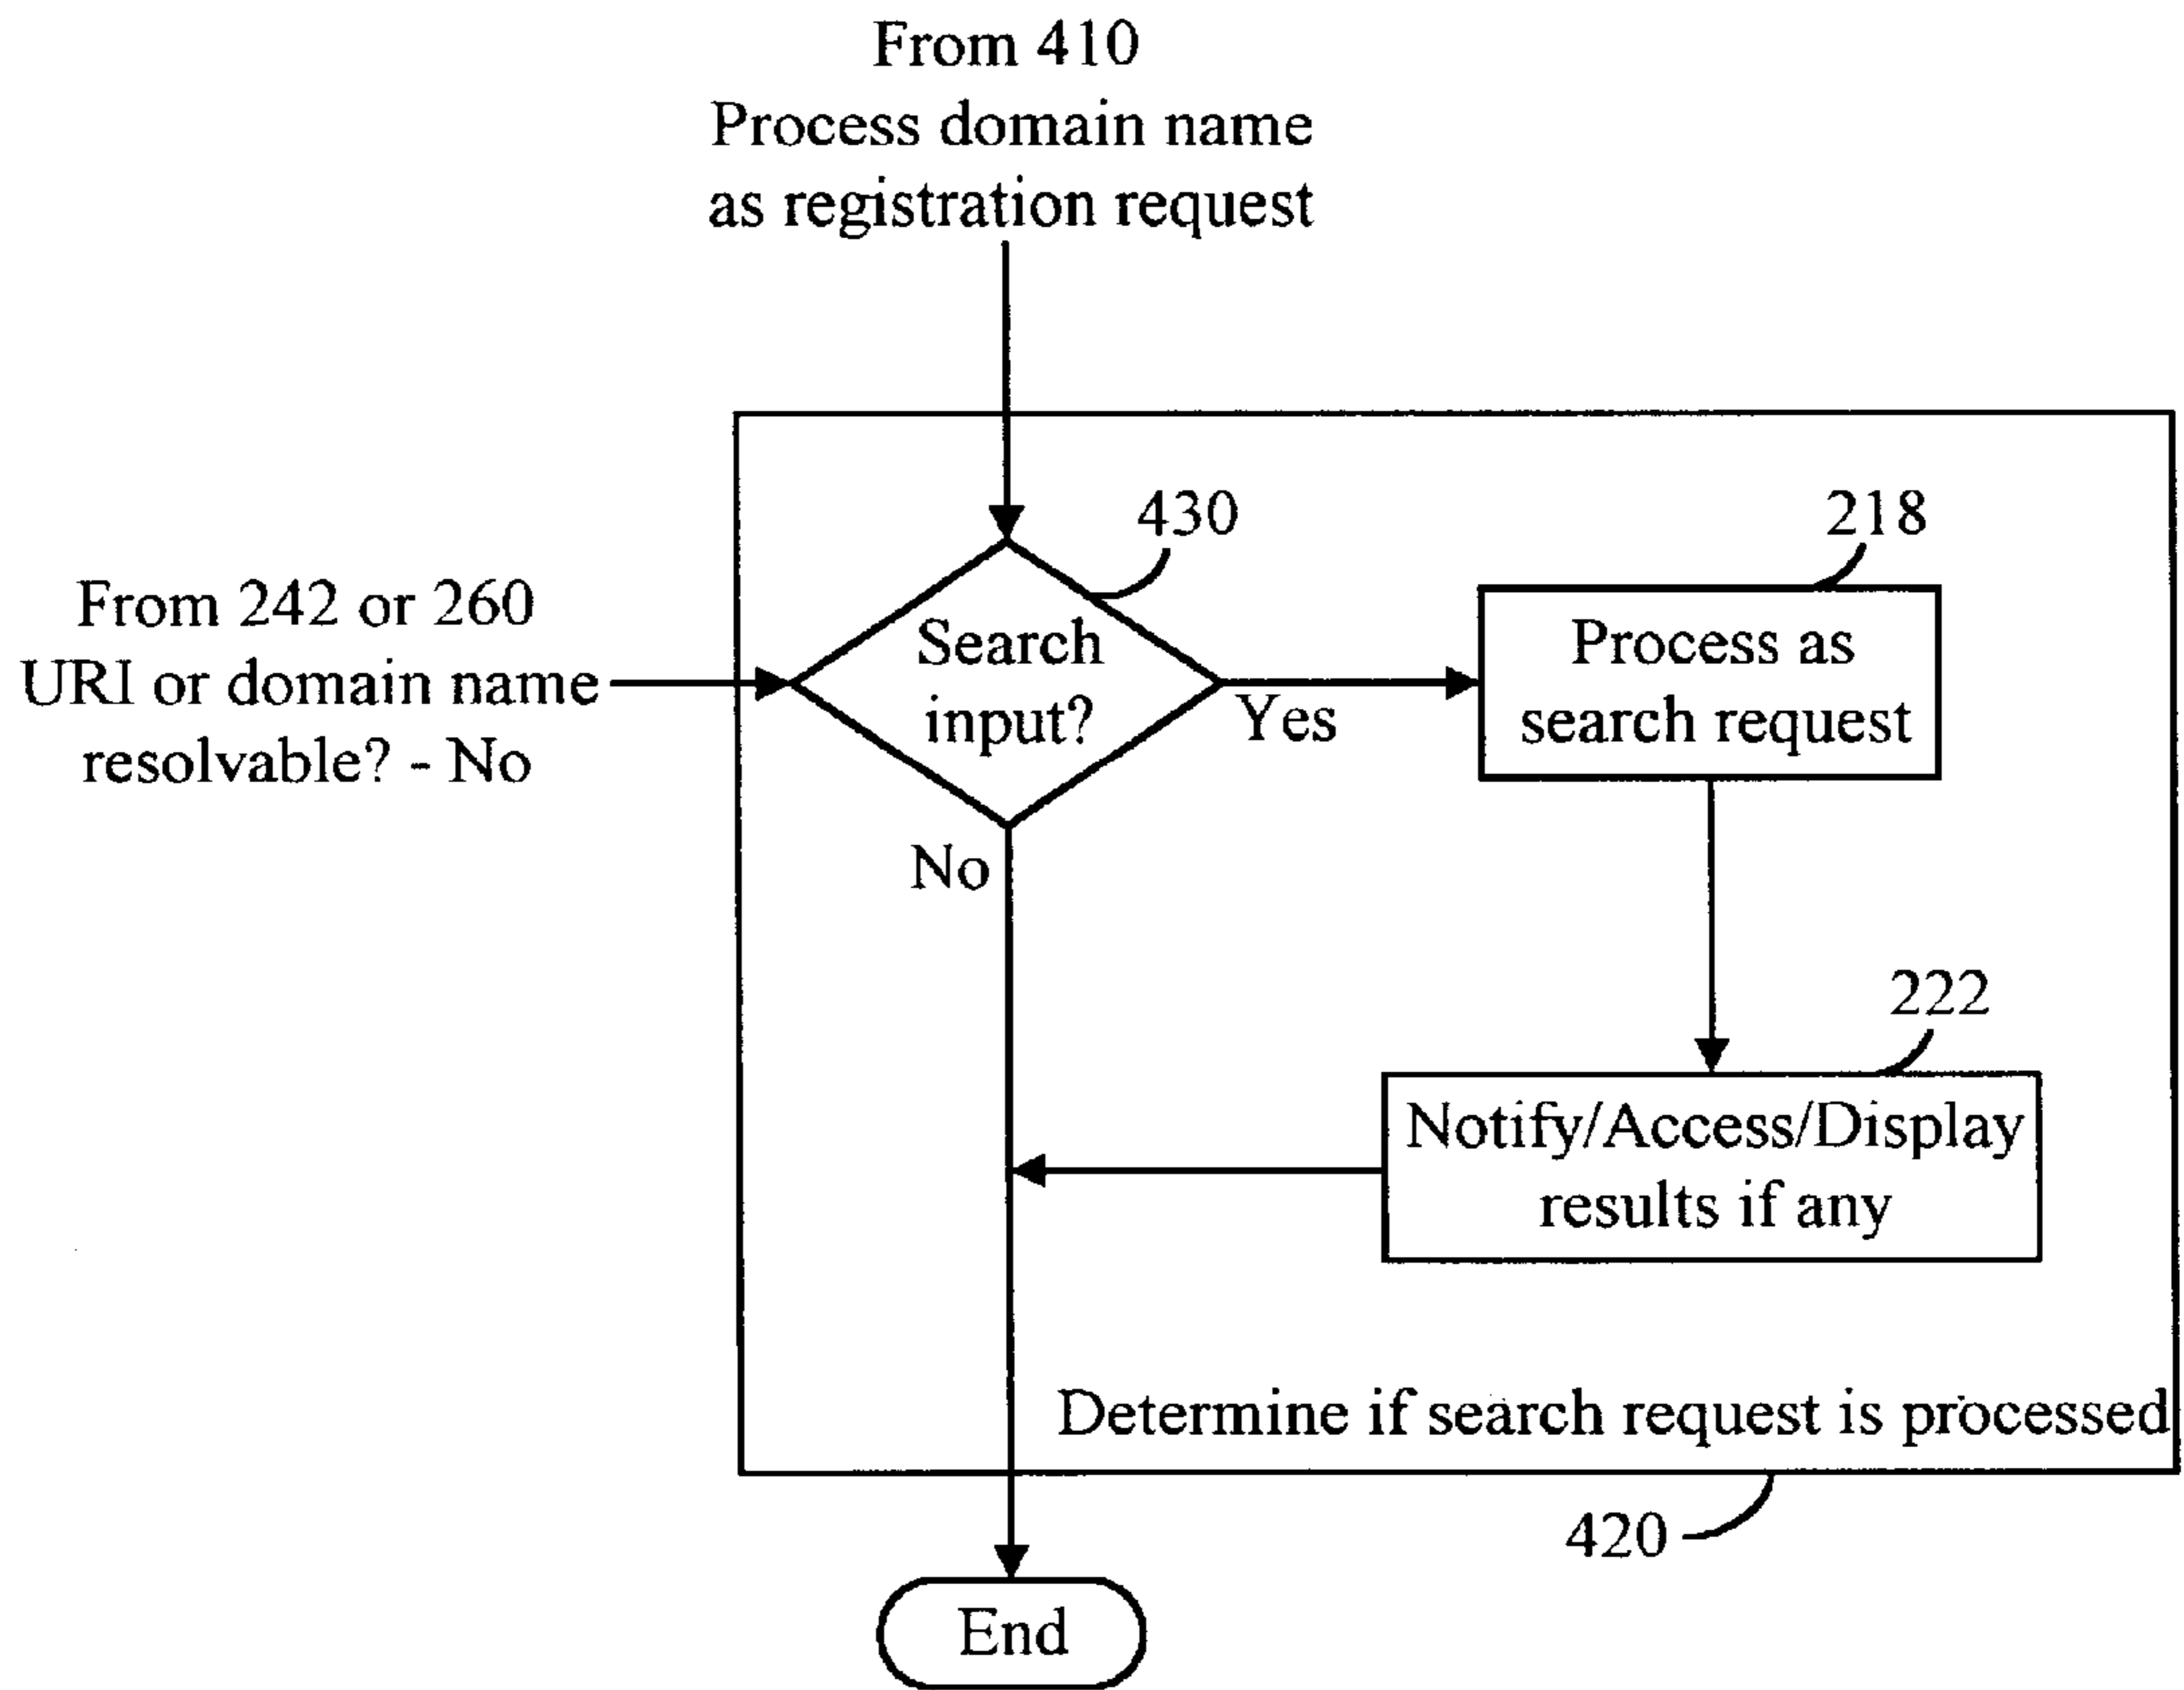 From 410
Process domain name
as registration request
430
218
From 242 or 260
URI or domain name
resolvable? - No
Search
input?
Yes
Process as
search request
No
222
Notify/Access/Display
results if any
Determine if search request is processed
420
End